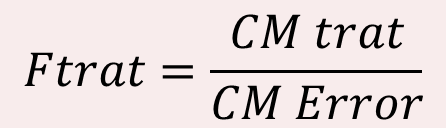 Ftrat = CM trat / CM Error